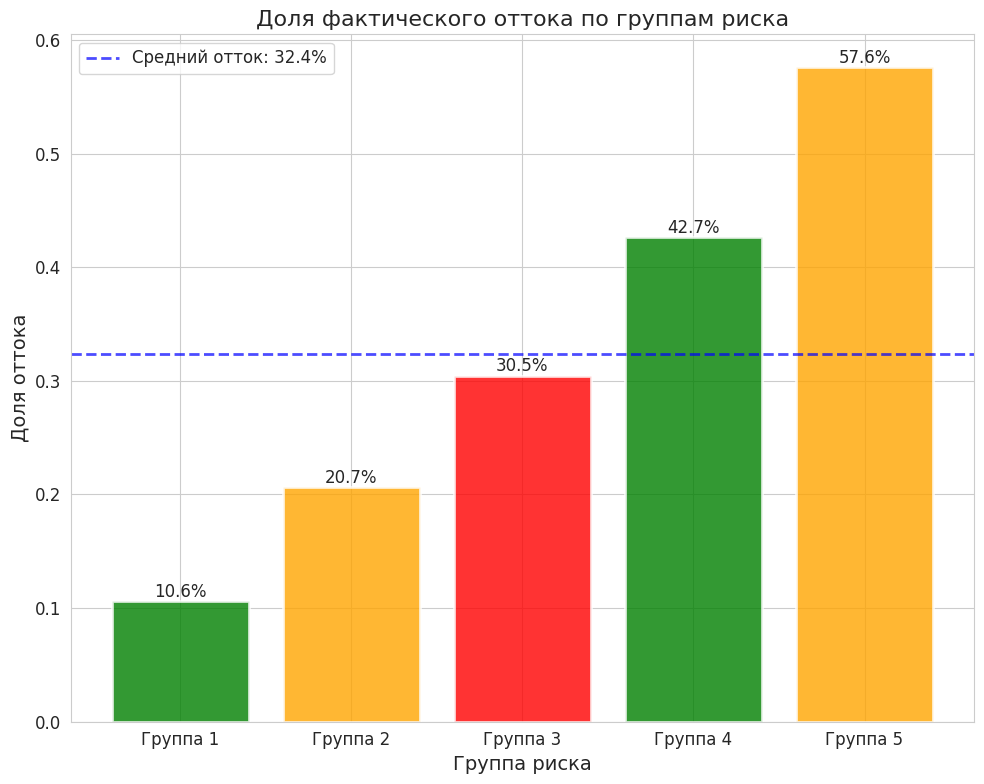 Доля фактического оттока по группам риска
Средний отток: 32.4%
Доля оттока
0.6
0.5
0.4
0.3
0.2
0.1
0.0
10.6%
20.7%
30.5%
42.7%
57.6%
Группа 1
Группа 2
Группа 3
Группа 4
Группа 5
Группа риска